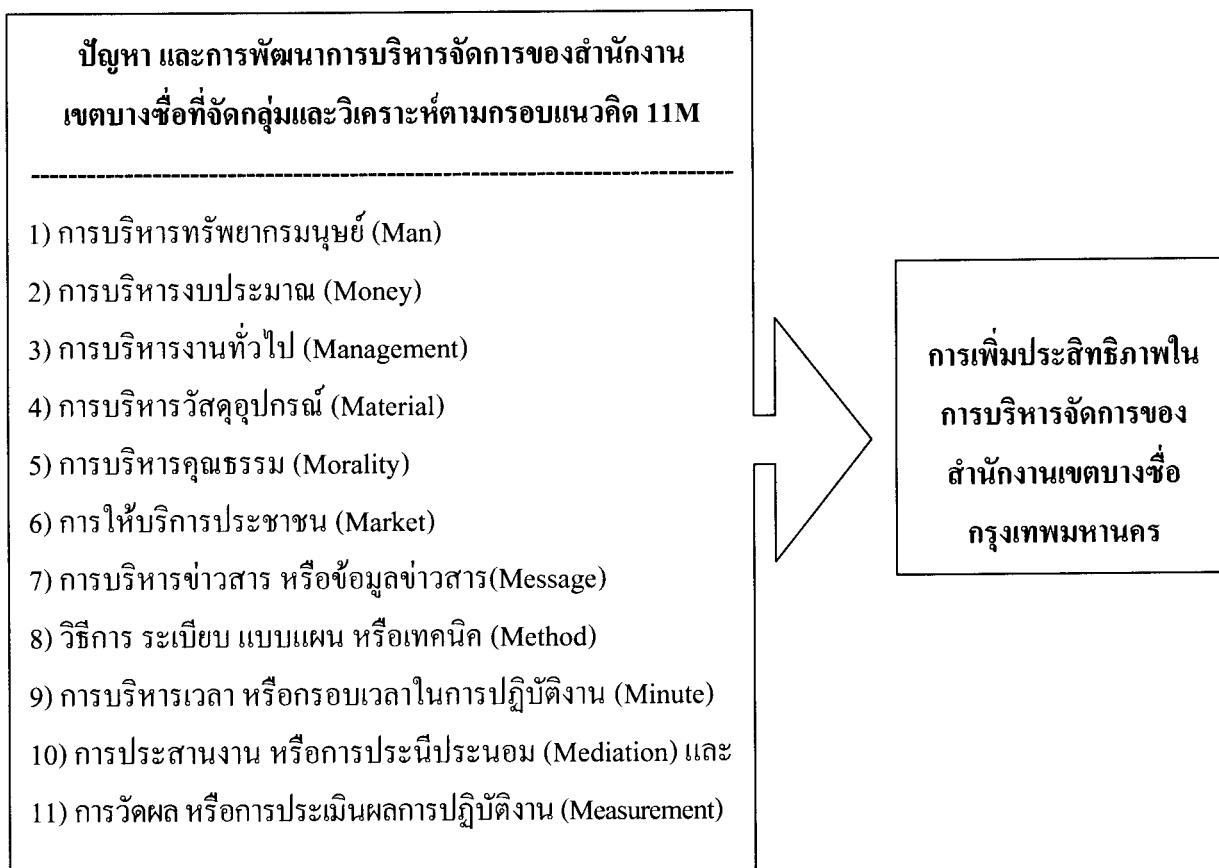 ปัญหา และการพัฒนาการบริหารจัดการของสำนักงาน
เขตบางซื่อที่จัดกลุ่มและวิเคราะห์ตามกรอบแนวคิด 11M
1) การบริหารทรัพยากรมนุษย์ (Man)
2) การบริหารงบประมาณ (Money)
3) การบริหารงานทั่วไป (Management)
4) การบริหารวัสดุอุปกรณ์ (Material)
5) การบริหารคุณธรรม (Morality)
6) การให้บริการประชาชน (Market)
7) การบริหารข่าวสาร หรือข้อมูลข่าวสาร(Message)
8) วิธีการ ระเบียบ แบบแผน หรือเทคนิค (Method)
9) การบริหารเวลา หรือกรอบเวลาในการปฏิบัติงาน (Minute)
10) การประสานงาน หรือการประนีประนอม (Mediation) และ
11) การวัดผล หรือการประเมินผลการปฏิบัติงาน (Measurement)
การเพิ่มประสิทธิภาพใน
การบริหารจัดการของ
สำนักงานเขตบางซื่อ
กรุงเทพมหานคร